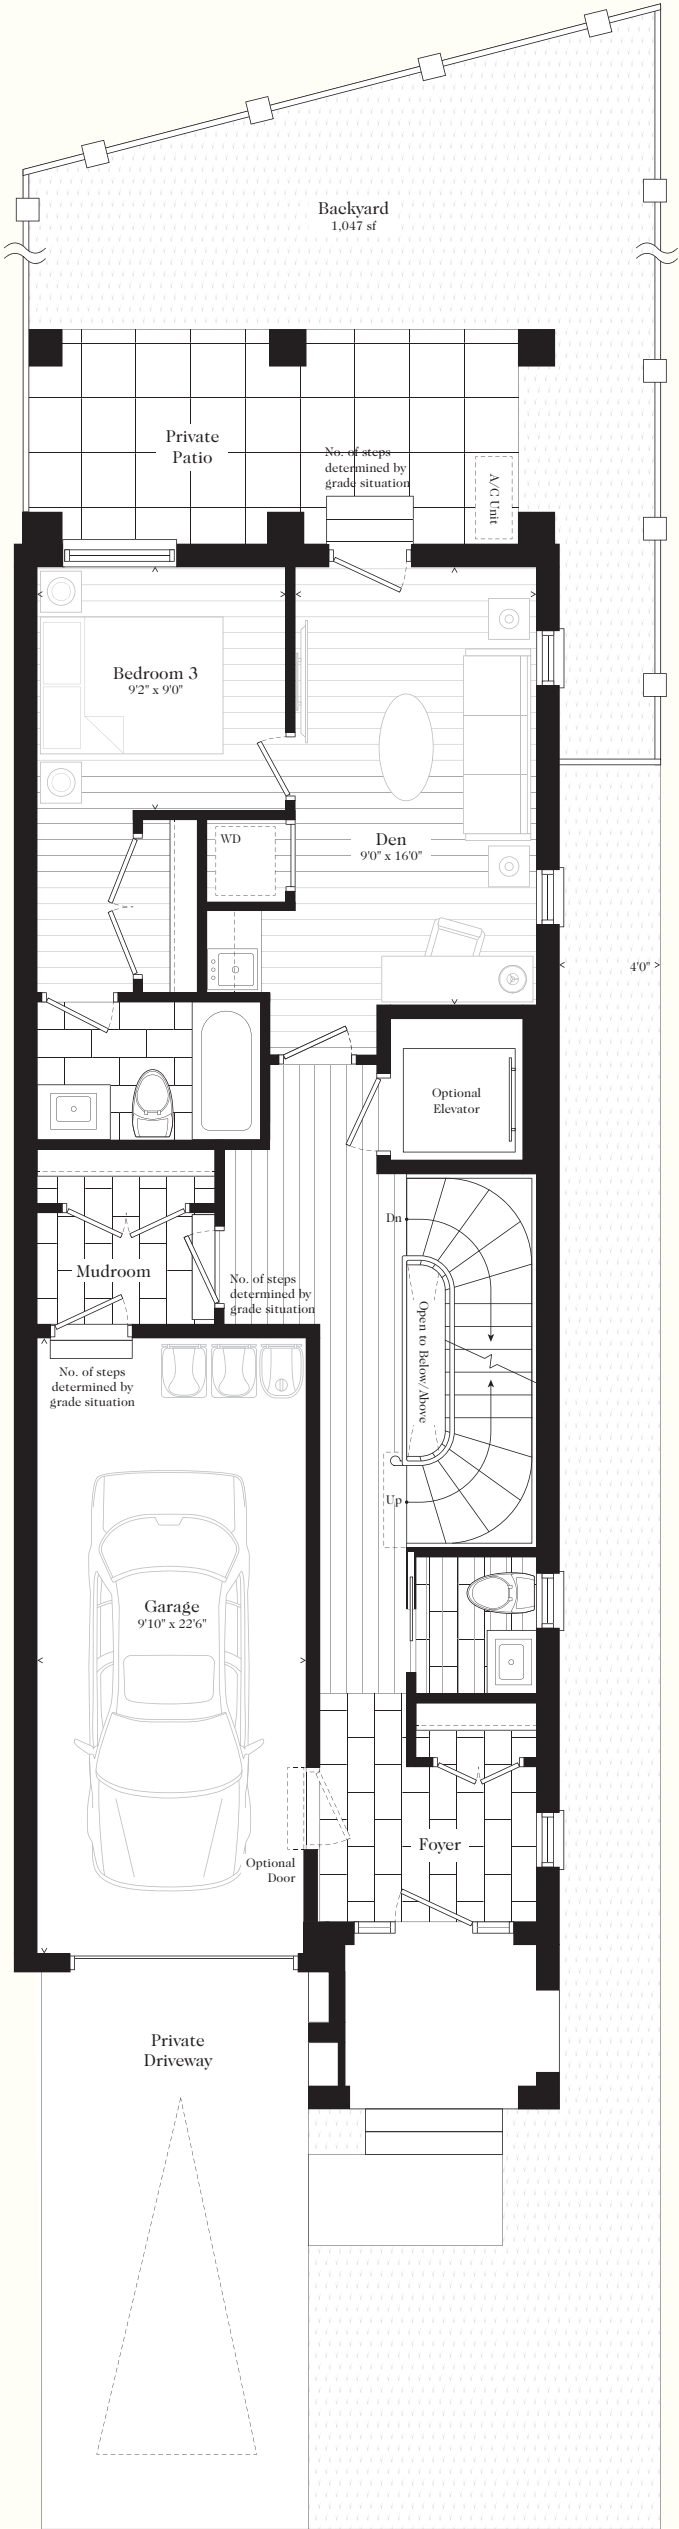 Backyard
1,047 sf
Private
Patio
No. of steps
determined by
grade situation
A/C Unit
Bedroom 3
9'2" x 9'0"
WD
Den
9'0" x 16'0"
4'0"
Optional
Elevator
Dn
Mudroom
No. of steps
determined by
grade situation
Open to Below/Above
No. of steps
determined by
grade situation
Up
Garage
9'10" x 22'6"
Foyer
Optional
Door
Private
Driveway